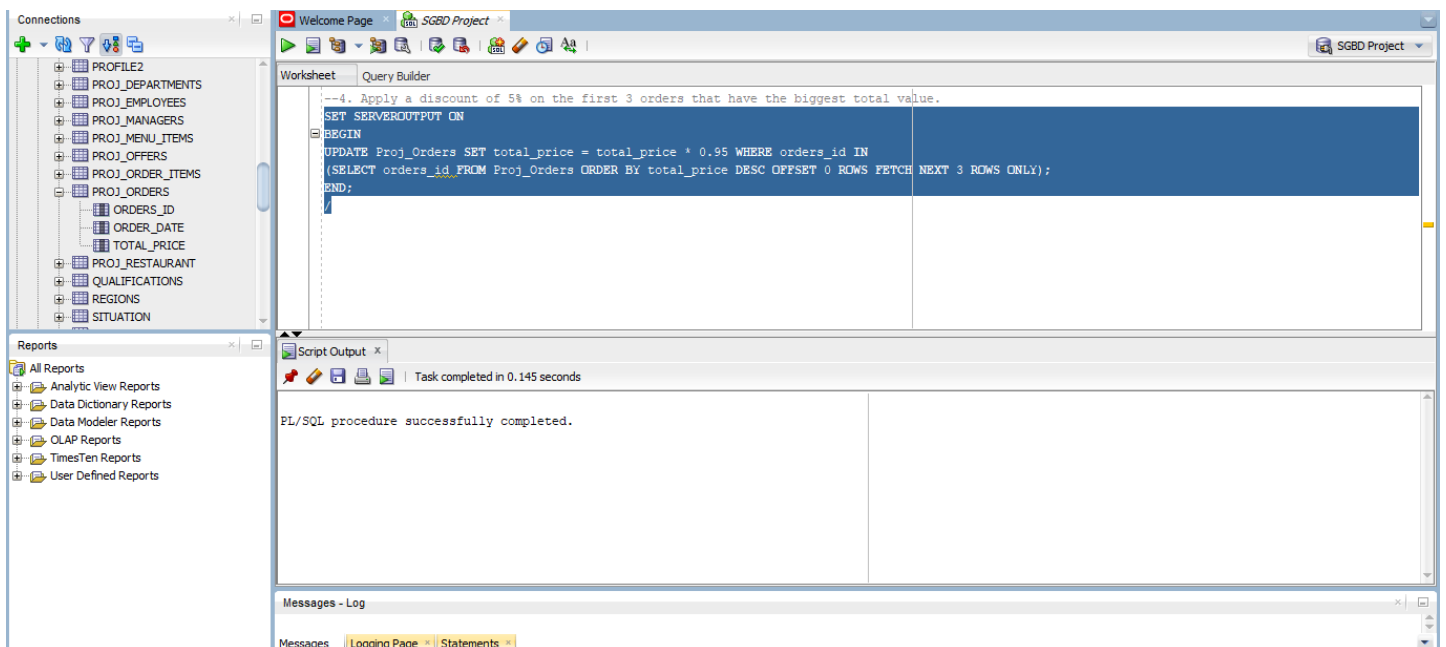 Connections
Welcome Page
SGBD Project
SGBD Project
PROFILE2
PROJ_DEPARTMENTS
PROJ_EMPLOYEES
PROJ_MANAGERS
PROJ_MENU_ITEMS
PROJ_OFFERS
PROJ_ORDER_ITEMS
PROJ_ORDERS
ORDERS_ID
ORDER_DATE
TOTAL_PRICE
PROJ_RESTAURANT
QUALIFICATIONS
REGIONS
SITUATION
Worksheet Query Builder
--4. Apply a discount of 5% on the first 3 orders that have the biggest total value.
SET SERVEROUTPUT ON
BEGIN
UPDATE Proj_Orders SET total_price = total_price * 0.95 WHERE orders_id IN
(SELECT orders_id FROM Proj_Orders ORDER BY total_price DESC OFFSET 0 ROWS FETCH NEXT 3 ROWS ONLY);
END;
/
Reports
All Reports
Analytic View Reports
Data Dictionary Reports
Data Modeler Reports
OLAP Reports
TimesTen Reports
User Defined Reports
Script Output
Task completed in 0.145 seconds
PL/SQL procedure successfully completed.
Messages - Log
Messages Logging Page Statements